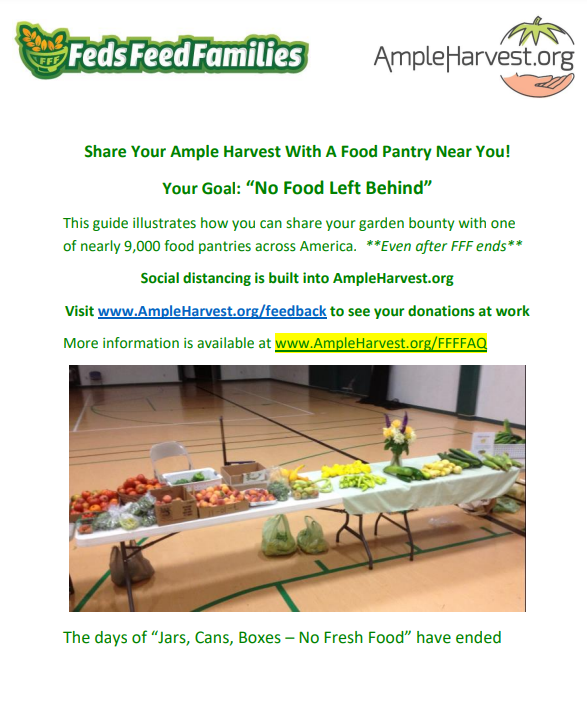 FFF
FedsFeedFamilies
AmpleHarvest.org
Share Your Ample Harvest With A Food Pantry Near You!
Your Goal: “No Food Left Behind”
This guide illustrates how you can share your garden bounty with one
of nearly 9,000 food pantries across America.  **Even after FFF ends**
Social distancing is built into AmpleHarvest.org
Visit www.AmpleHarvest.org/feedback to see your donations at work
More information is available at www.AmpleHarvest.org/FFFFAQ
The days of “Jars, Cans, Boxes – No Fresh Food” have ended